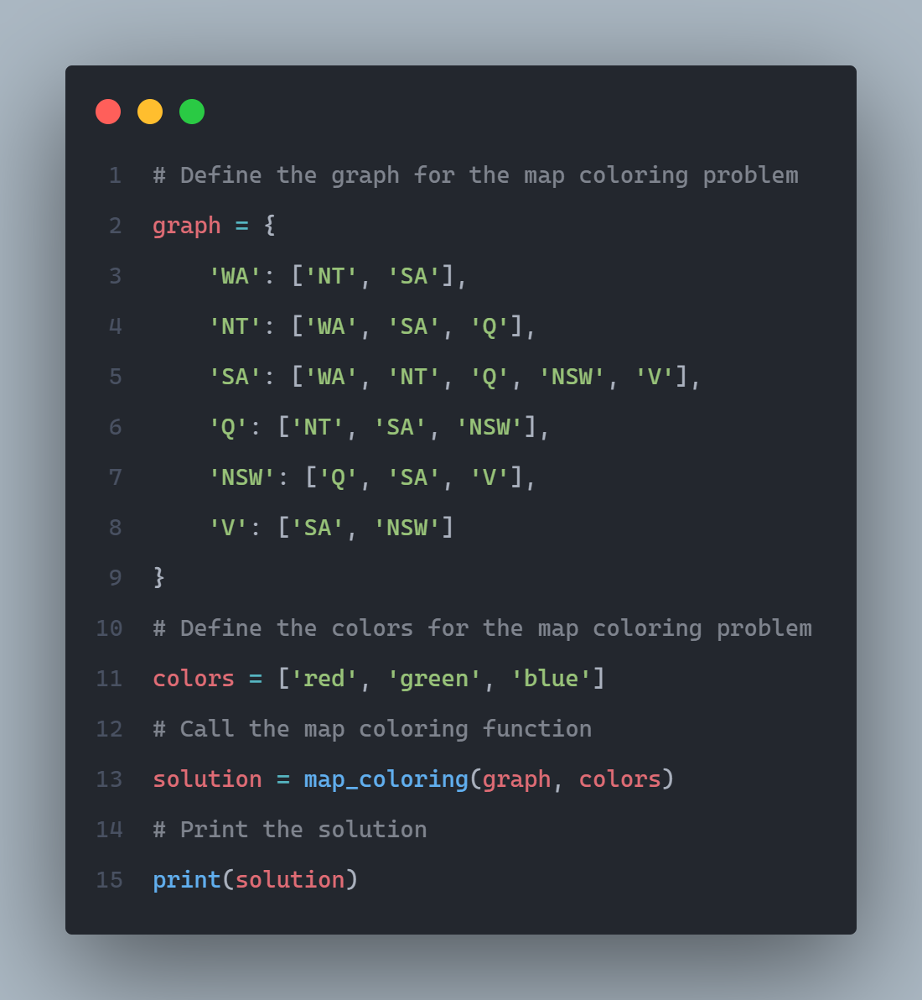 1 # Define the graph for the map coloring problem
2 graph = {
3     'WA': ['NT', 'SA'],
4     'NT': ['WA', 'SA', 'Q'],
5     'SA': ['WA', 'NT', 'Q', 'NSW', 'V'],
6     'Q': ['NT', 'SA', 'NSW'],
7     'NSW': ['Q', 'SA', 'V'],
8     'V': ['SA', 'NSW']
9 }
10 # Define the colors for the map coloring problem
11 colors = ['red', 'green', 'blue']
12 # Call the map coloring function
13 solution = map_coloring(graph, colors)
14 # Print the solution
15 print(solution)